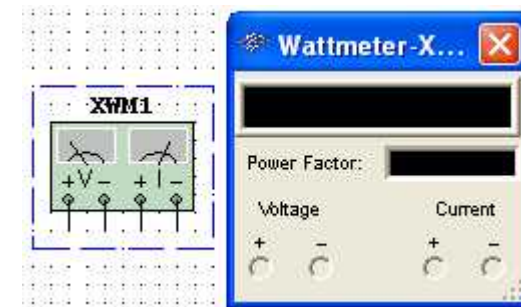 XWM1
+ V - + I -
Wattmeter-X...
Power Factor:
Voltage Current
+ - + -